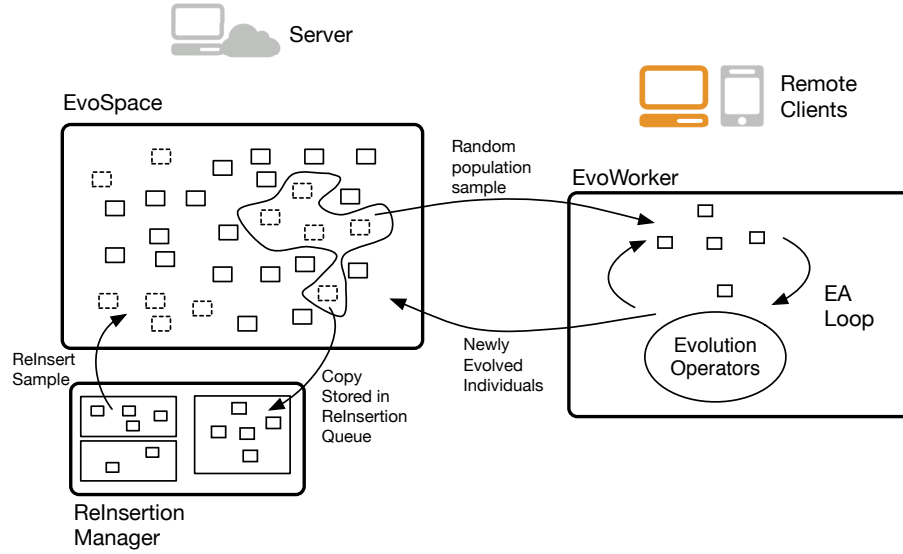 Server
Remote
Clients
EvoSpace
Random
population
sample
EvoWorker
EA
Loop
Evolution
Operators
Newly
Evolved
Individuals
ReInsert
Sample
Copy
Stored in
ReInsertion
Queue
ReInsertion
Manager